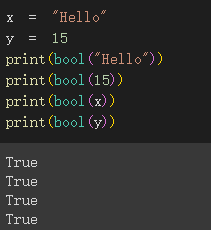 x = "Hello"
y = 15
print(bool("Hello"))
print(bool(15))
print(bool(x))
print(bool(y))
True
True
True
True